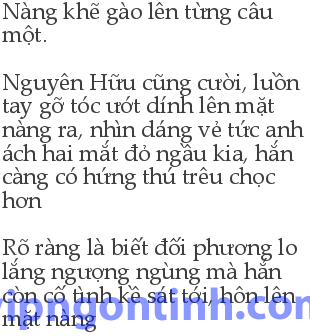 Nàng khẽ gào lên từng câu
một.
Nguyên Hữu cũng cười, luồn
tay gỡ tóc ướt dính lên mặt
nàng ra, nhìn dáng vẻ tức anh
ách hai mắt đỏ ngầu kia, hắn
càng có hứng thú trêu chọc
hơn
Rõ ràng là biết đối phương lo
lắng ngượng ngùng mà hắn
còn cố tình kề sát tới, hôn lên
mặt nàng
vipngontinh.com